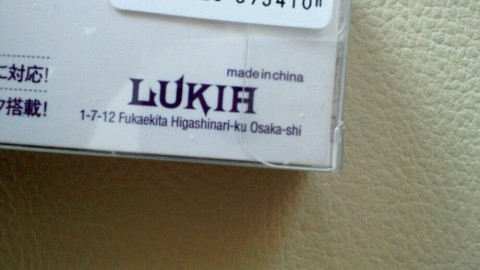 に対応!
made in china
LUKIA
搭載!
1-7-12 Fukaekita Higashinari-ku Osaka-shi